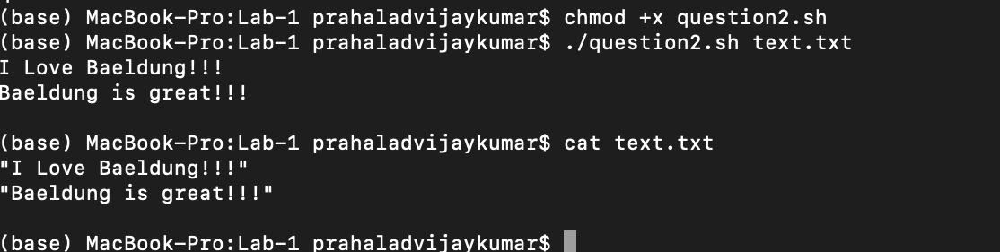 (base) MacBook-Pro:Lab-1 prahaladvijaykumar$ chmod +x question2.sh
(base) MacBook-Pro:Lab-1 prahaladvijaykumar$ ./question2.sh text.txt
I Love Baeldung!!!
Baeldung is great!!!

(base) MacBook-Pro:Lab-1 prahaladvijaykumar$ cat text.txt
"I Love Baeldung!!!"
"Baeldung is great!!!"

(base) MacBook-Pro:Lab-1 prahaladvijaykumar$